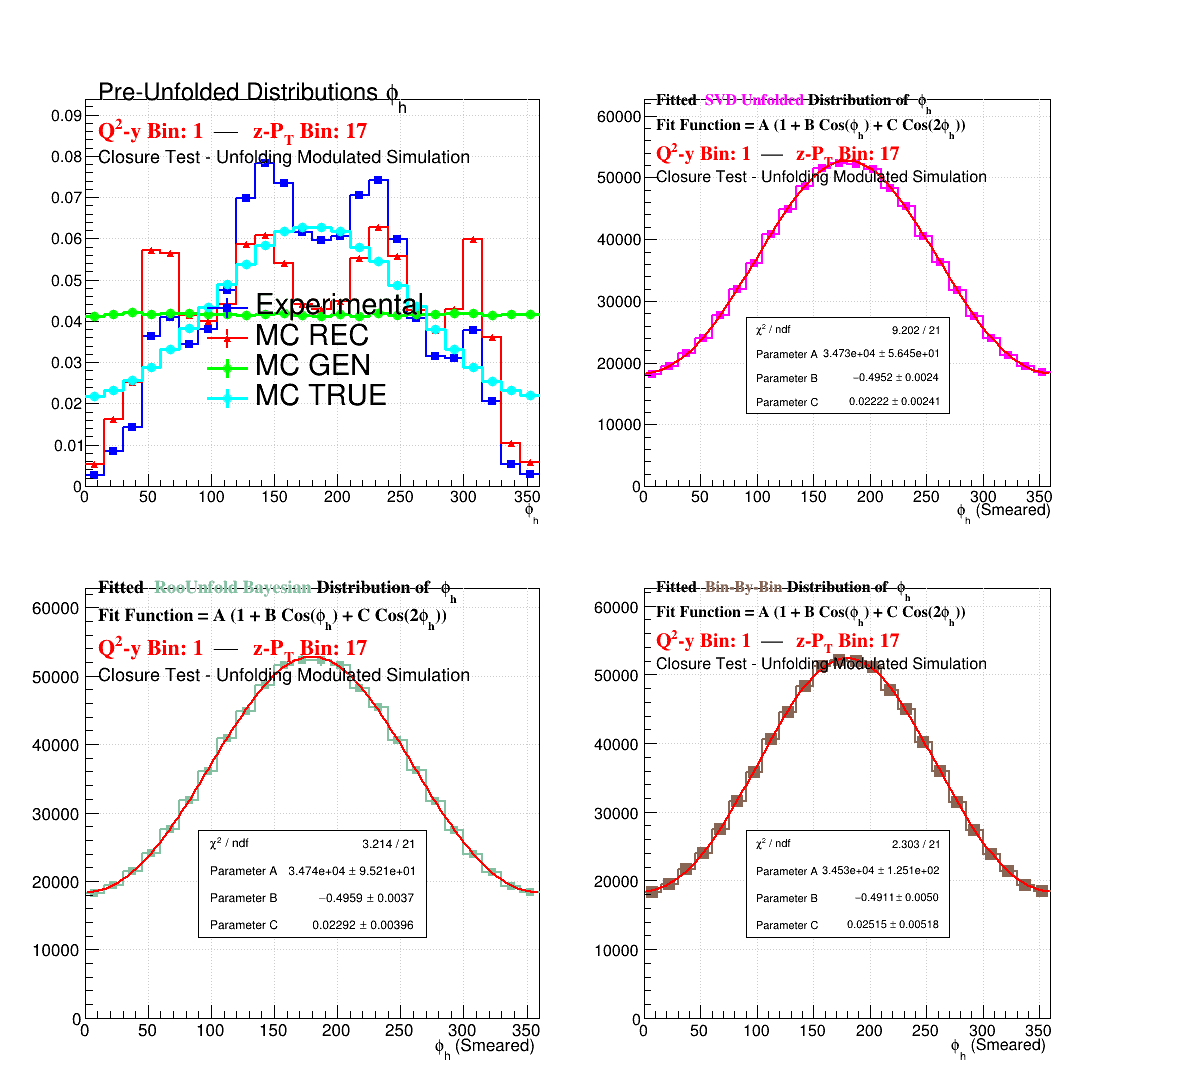 Pre-Unfolded Distributions ϕh
Q2-y Bin: 1 — z-PT Bin: 17
Closure Test - Unfolding Modulated Simulation
0.09
0.08
0.07
0.06
0.05
0.04
0.03
0.02
0.01
0
Experimental
MC REC
MC GEN
MC TRUE
0 50 100 150 200 250 300
ϕh
Fitted SVD Unfolded Distribution of ϕh
Fit Function = A (1 + B Cos(ϕh) + C Cos(2ϕh))
Q2-y Bin: 1 — z-PT Bin: 17
Closure Test - Unfolding Modulated Simulation
60000
50000
40000
30000
20000
10000
0
χ2 / ndf 9.202 / 21
Parameter A 3.473e+04 ± 5.645e+01
Parameter B −0.4952 ± 0.0024
Parameter C 0.02222 ± 0.00241
0 50 100 150 200 250 300 350
ϕh (Smeared)
Fitted RooUnfold Bayesian Distribution of ϕh
Fit Function = A (1 + B Cos(ϕh) + C Cos(2ϕh))
Q2-y Bin: 1 — z-PT Bin: 17
Closure Test - Unfolding Modulated Simulation
60000
50000
40000
30000
20000
10000
0
χ2 / ndf 3.214 / 21
Parameter A 3.474e+04 ± 9.521e+01
Parameter B −0.4959 ± 0.0037
Parameter C 0.02292 ± 0.00396
0 50 100 150 200 250 300 350
ϕh (Smeared)
Fitted Bin-By-Bin Distribution of ϕh
Fit Function = A (1 + B Cos(ϕh) + C Cos(2ϕh))
Q2-y Bin: 1 — z-PT Bin: 17
Closure Test - Unfolding Modulated Simulation
60000
50000
40000
30000
20000
10000
0
χ2 / ndf 2.303 / 21
Parameter A 3.453e+04 ± 1.251e+02
Parameter B −0.4911 ± 0.0050
Parameter C 0.02515 ± 0.00518
0 50 100 150 200 250 300 350
ϕh (Smeared)